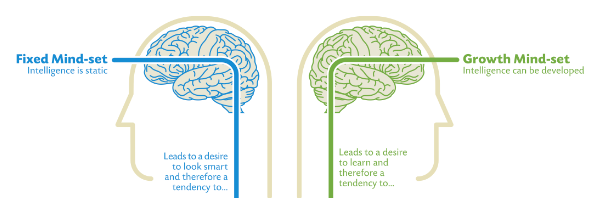 Fixed Mind-set
Intelligence is static
Growth Mind-set
Intelligence can be developed
Leads to a desire
to look smart
and therefore a
tendency to...
Leads to a desire
to learn and
therefore a
tendency to...